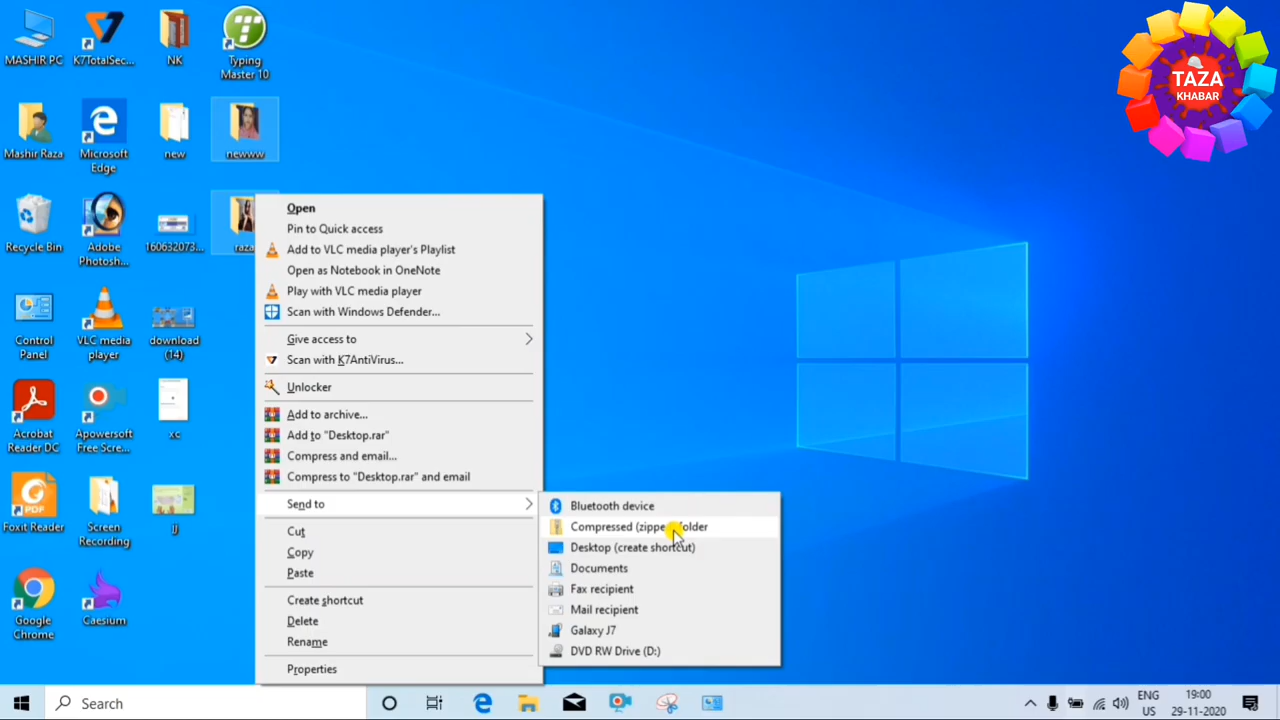 MASHIR PC
K7TotalSec...
NK
Typing
Master 10
Mashir Raza
Microsoft
Edge
new
newww
Recycle Bin
Adobe
Photosh...
160632073...
raza
Control
Panel
VLC media
player
download
(14)
Acrobat
Reader DC
Apowersoft
Free Scre...
xc
Foxit Reader
Screen
Recording
Google
Chrome
Caesium
Open
Pin to Quick access
Add to VLC media player's Playlist
Open as Notebook in OneNote
Play with VLC media player
Scan with Windows Defender...
Give access to
Scan with K7AntiVirus...
Unlocker
Add to archive...
Add to "Desktop.rar"
Compress and email...
Compress to "Desktop.rar" and email
Send to
Cut
Copy
Paste
Create shortcut
Delete
Rename
Properties
Bluetooth device
Compressed (zipped) folder
Desktop (create shortcut)
Documents
Fax recipient
Mail recipient
Galaxy J7
DVD RW Drive (D:)
TAZA
KHABAR
Search
ENG
US
19:00
29-11-2020